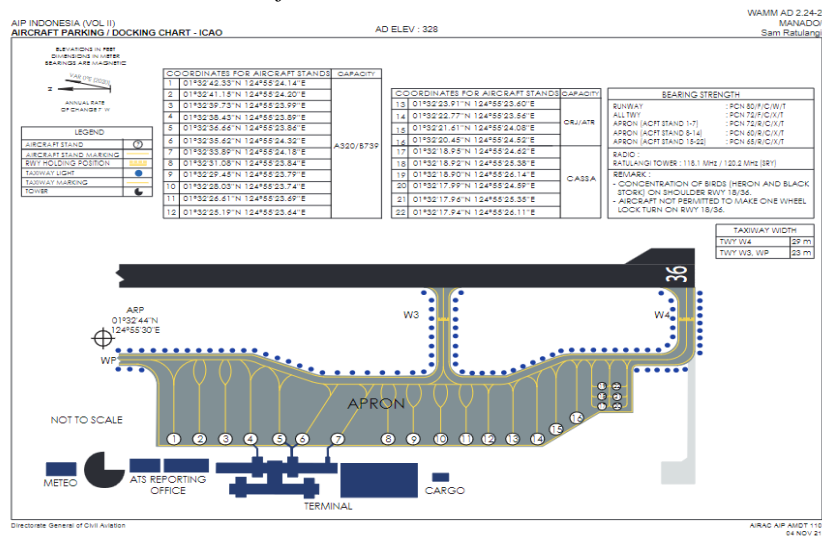 WAMM AD 2.24-2
AIP INDONESIA (VOL II)
MANADO/
AIRCRAFT PARKING / DOCKING CHART - ICAO
AD ELEV : 328
Sam Ratulangi
ELEVATIONS IN FEET
DIMENSIONS IN METER
BEARINGS ARE MAGNETIC
N
ANNUAL RATE
OF CHANGE 1' W
LEGEND
AIRCRAFT STAND
AIRCRAFT STAND MARKING
RWY HOLDING POSITION
TAXIWAY LIGHT
TAXIWAY MARKING
TOWER
COORDINATES FOR AIRCRAFT STANDS CAPACITY
1 01°32'42.33"N 124°55'24.14"E
2 01°32'41.15"N 124°55'24.20"E
3 01°32'39.73"N 124°55'23.99"E
4 01°32'38.43"N 124°55'23.89"E
5 01°32'36.66"N 124°55'23.86"E
6 01°32'35.62"N 124°55'24.32"E
A320/B739
7 01°32'33.89"N 124°55'24.18"E
8 01°32'31.08"N 124°55'23.84"E
9 01°32'29.45"N 124°55'23.79"E
10 01°32'28.03"N 124°55'23.74"E
11 01°32'26.61"N 124°55'23.69"E
12 01°32'25.19"N 124°55'23.64"E
COORDINATES FOR AIRCRAFT STANDS CAPACITY
13 01°32'23.91"N 124°55'23.60"E
14 01°32'22.77"N 124°55'23.56"E
CRJ/ATR
15 01°32'21.61"N 124°55'24.08"E
16 01°32'20.45"N 124°55'24.52"E
17 01°32'18.95"N 124°55'24.62"E
18 01°32'18.92"N 124°55'25.38"E
19 01°32'18.90"N 124°55'26.14"E
CASSA
20 01°32'17.99"N 124°55'24.59"E
21 01°32'17.96"N 124°55'25.35"E
22 01°32'17.94"N 124°55'26.11"E
BEARING STRENGTH
RUNWAY : PCN 80/F/C/W/T
ALL TWY : PCN 72/F/C/X/T
APRON (ACFT STAND 1-7) : PCN 72/R/C/X/T
APRON (ACFT STAND 8-14) : PCN 60/R/C/X/T
APRON (ACFT STAND 15-22) : PCN 65/R/C/X/T
RADIO :
RATULANGI TOWER : 118.1 MHz / 120.2 MHz (SRY)
REMARK :
- CONCENTRATION OF BIRDS (HERON AND BLACK
STORK) ON SHOULDER RWY 18/36.
- AIRCRAFT NOT PERMITTED TO MAKE ONE WHEEL
LOCK TURN ON RWY 18/36.
TAXIWAY WIDTH
TWY W4 29 m
TWY W3, WP 23 m
36
ARP
01°32'44"N
124°55'30"E
W3
W4
WP
APRON
NOT TO SCALE
1 2 3 4 5 6 7 8 9 10 11 12 13 14 15 16
METEO
ATS REPORTING
OFFICE
TERMINAL
CARGO
Directorate General of Civil Aviation
AIRAC AIP AMDT 110
04 NOV 21